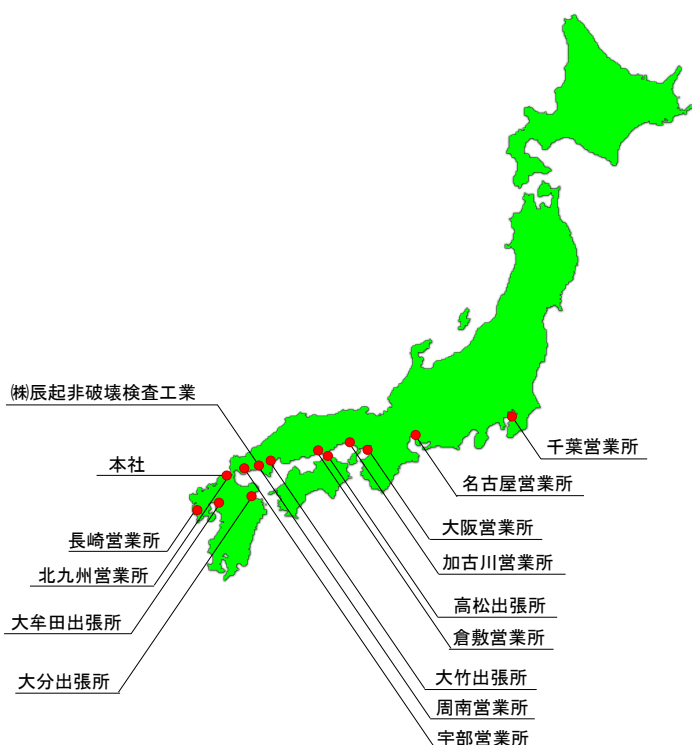 ㈱辰起非破壊検査工業
本社
長崎営業所
北九州営業所
大牟田出張所
大分出張所
千葉営業所
名古屋営業所
大阪営業所
加古川営業所
高松出張所
倉敷営業所
大竹出張所
周南営業所
宇部営業所